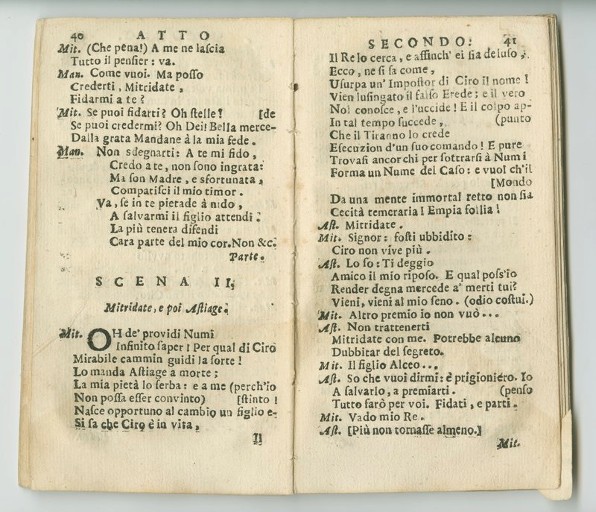 40 ATTO
Mit. (Che pena!) A me ne lascia
Tutto il pensier: va.
Man. Come vuoi. Ma posso
Crederti, Mitridate,
Fidarmi a te?
Mit. Se puoi fidarti? Oh stelle! [de
Se puoi credermi? Oh Dei! Bella merce-
Dalla grata Mandane à la mia fede.
Man. Non sdegnarti: A te mi fido,
Credo a te, non sono ingrata:
Ma son Madre, e sfortunata,
Compatisci il mio timor.
Va, se in te pietade à nido,
A salvarmi il figlio attendi:
La più tenera difendi
Cara parte del mio cor. Non &c.
Parte.
SCENA II.
Mitridate, e poi Astiage.
Mit. OH de' providi Numi
Infinito saper! Per qual di Ciro
Mirabile cammin guidi la sorte!
Lo manda Astiage a morte;
La mia pietà lo serba: e a me (perch'io
Non possa esser convinto) [stinto!
Nasce opportuno al cambio un figlio e-
Si sa che Ciro è in vita,
Il
SECONDO. 41
Il Re lo cerca, e affinch' ei sia deluso,
Ecco, ne si sa come,
Usurpa un' Impostor di Ciro il nome!
Vien lusingato il falso Erede: e il vero
Nol conosce, e l'uccide! E il colpo ap-
In tal tempo succede, (punto
Che il Tiranno lo crede
Esecuzion d'un suo comando! E pure
Trovasi ancor chi per sottrarsi à Numi
Forma un Nume del Caso: e vuol ch'il
[Mondo
Da una mente immortal retto non sia
Cecità temeraria! Empia follia!
Ast. Mitridate.
Mit. Signor: fosti ubbidito:
Ciro non vive più.
Ast. Lo so: Ti deggio
Amico il mio riposo. E qual poss'io
Render degna mercede a' merti tui?
Vieni, vieni al mio seno. (odio costui.)
Mit. Altro premio io non vuò...
Ast. Non trattenerti
Mitridate con me. Potrebbe alcuno
Dubbitar del segreto.
Mit. Il figlio Alceo...
Ast. So che vuoi dirmi: è prigioniero. Io
A salvarlo, a premiarti. (penso
Tutto farò per voi. Fidati, e parti.
Mit. Vado mio Re.
Ast. [Più non tornasse almeno.]
Mit.